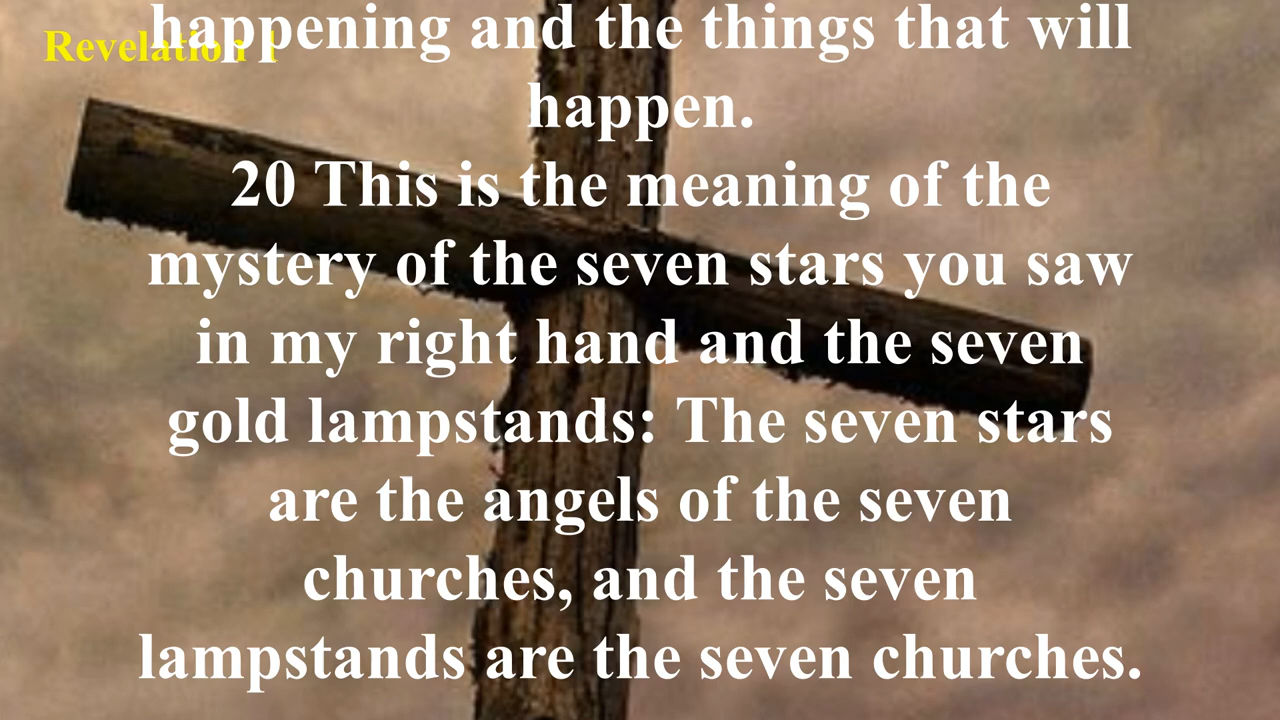 Revelation 1
happening and the things that will
happen.
20 This is the meaning of the
mystery of the seven stars you saw
in my right hand and the seven
gold lampstands: The seven stars
are the angels of the seven
churches, and the seven
lampstands are the seven churches.